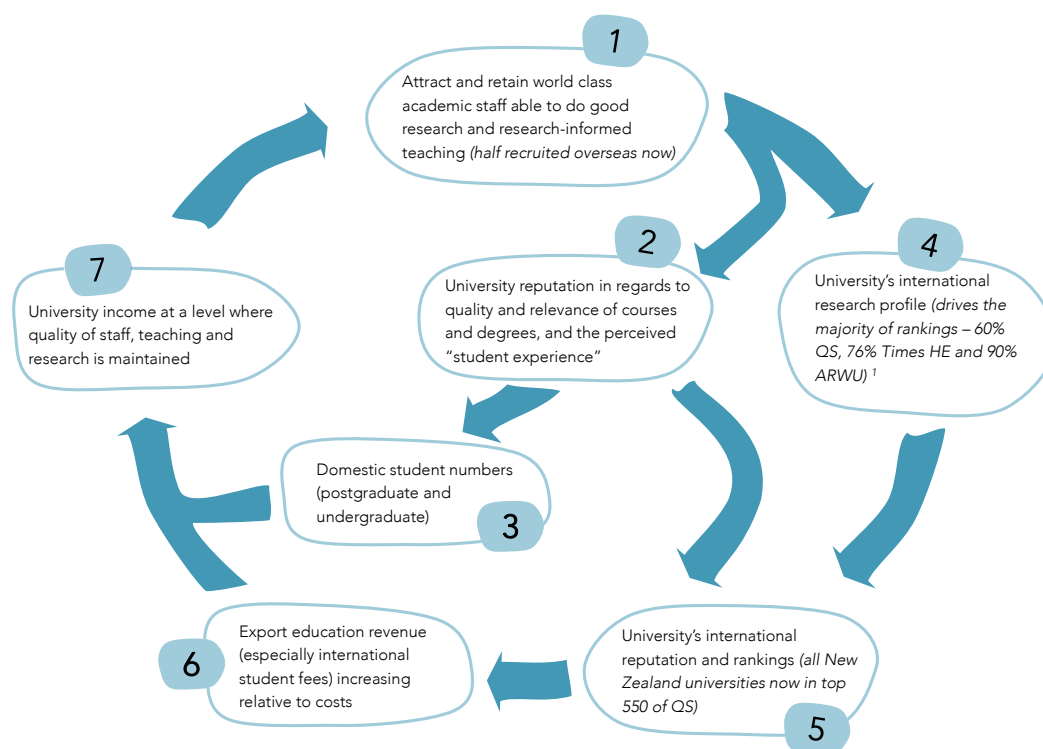 1
Attract and retain world class
academic staff able to do good
research and research-informed
teaching (half recruited overseas now)
2
University reputation in regards to
quality and relevance of courses
and degrees, and the perceived
“student experience”
4
University’s international
research profile (drives the
majority of rankings – 60%
QS, 76% Times HE and 90%
ARWU) ¹
7
University income at a level where
quality of staff, teaching and
research is maintained
Domestic student numbers
(postgraduate and
undergraduate)
3
6
Export education revenue
(especially international
student fees) increasing
relative to costs
University’s international
reputation and rankings (all New
Zealand universities now in top
550 of QS)
5